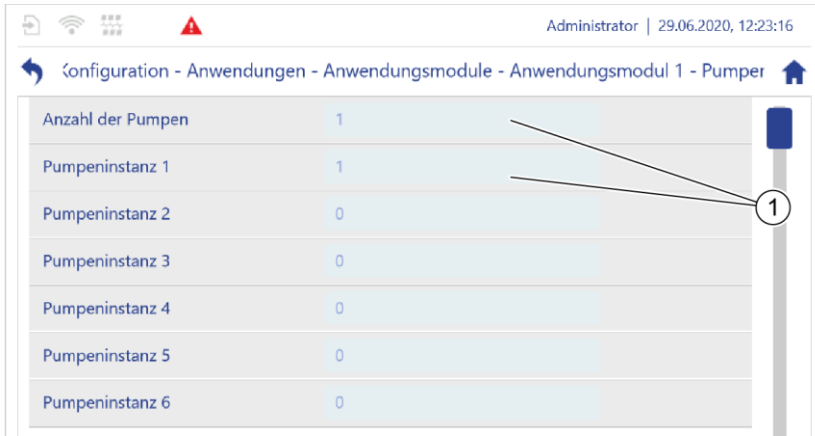 Administrator | 29.06.2020, 12:23:16
Konfiguration - Anwendungen - Anwendungsmodule - Anwendungsmodul 1 - Pumpen
Anzahl der Pumpen 1
Pumpeninstanz 1 1
Pumpeninstanz 2 0
Pumpeninstanz 3 0
Pumpeninstanz 4 0
Pumpeninstanz 5 0
Pumpeninstanz 6 0
1